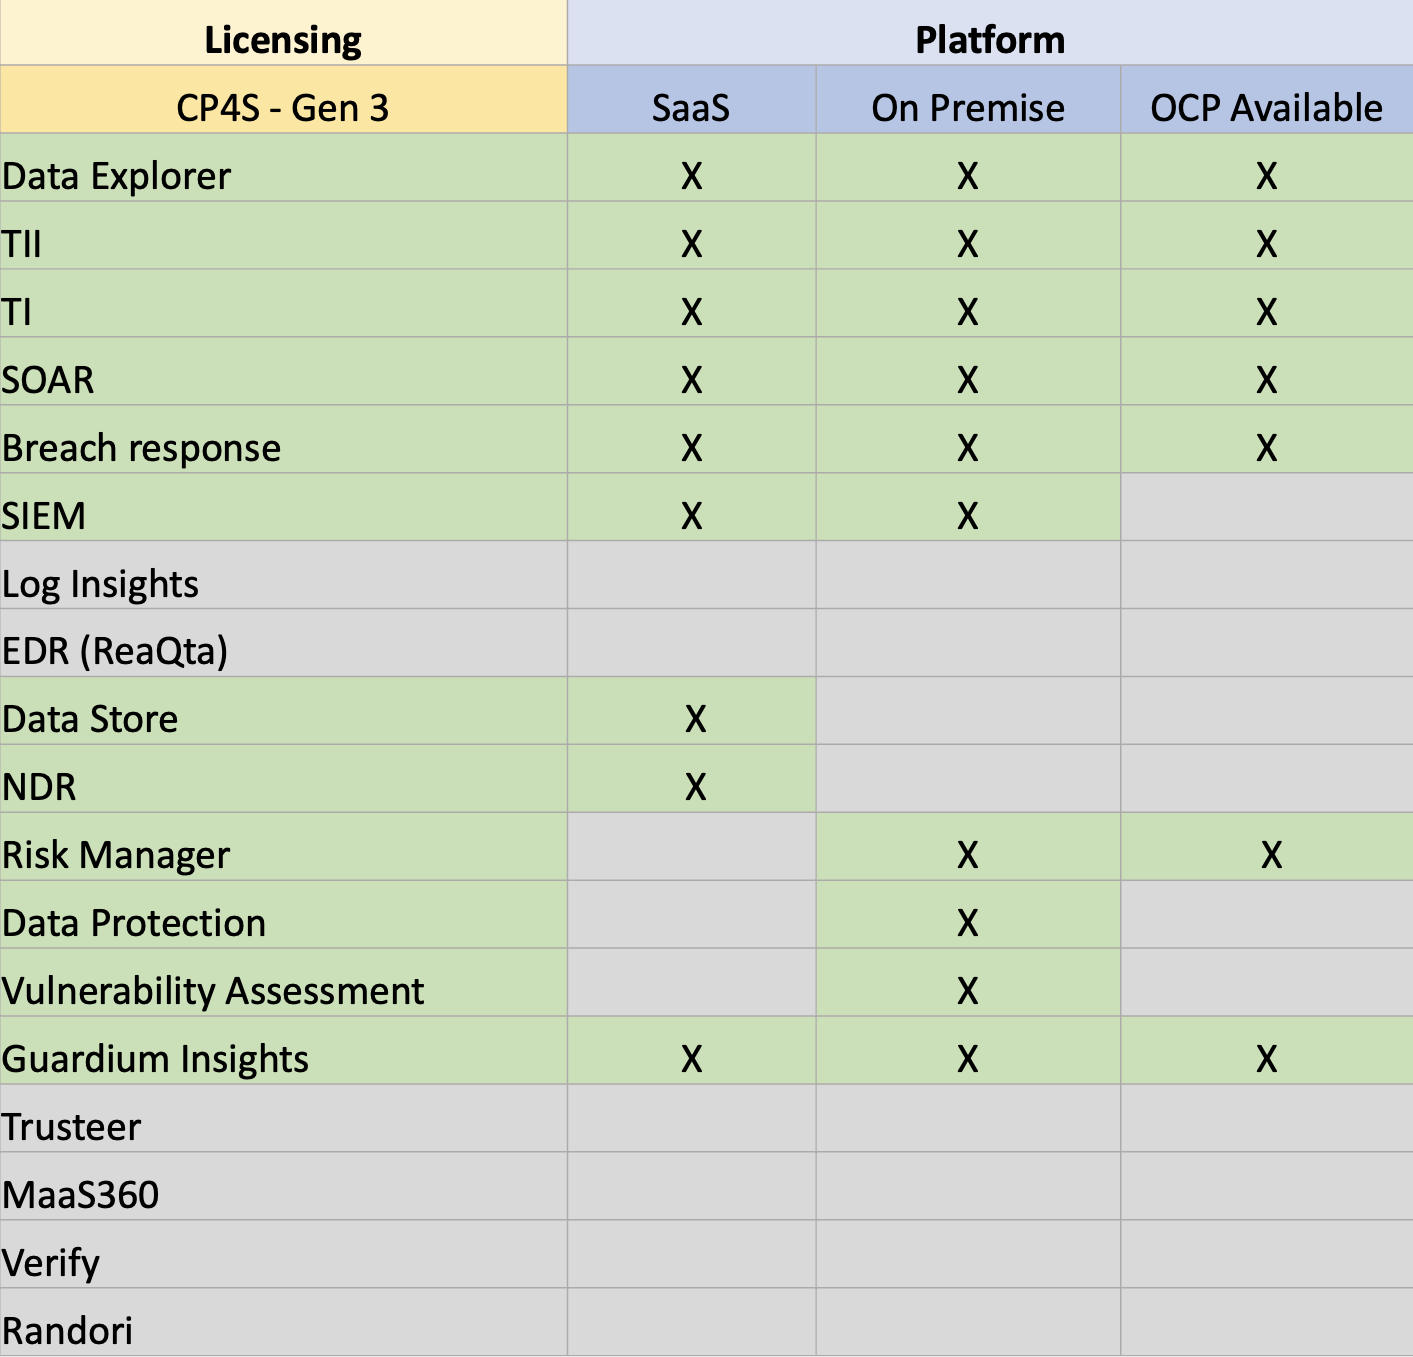 Licensing Platform
CP4S - Gen 3 SaaS On Premise OCP Available
Data Explorer X X X
TII X X X
TI X X X
SOAR X X X
Breach response X X X
SIEM X X
Log Insights
EDR (ReaQta)
Data Store X
NDR X
Risk Manager X X
Data Protection X
Vulnerability Assessment X
Guardium Insights X X X
Trusteer
MaaS360
Verify
Randori